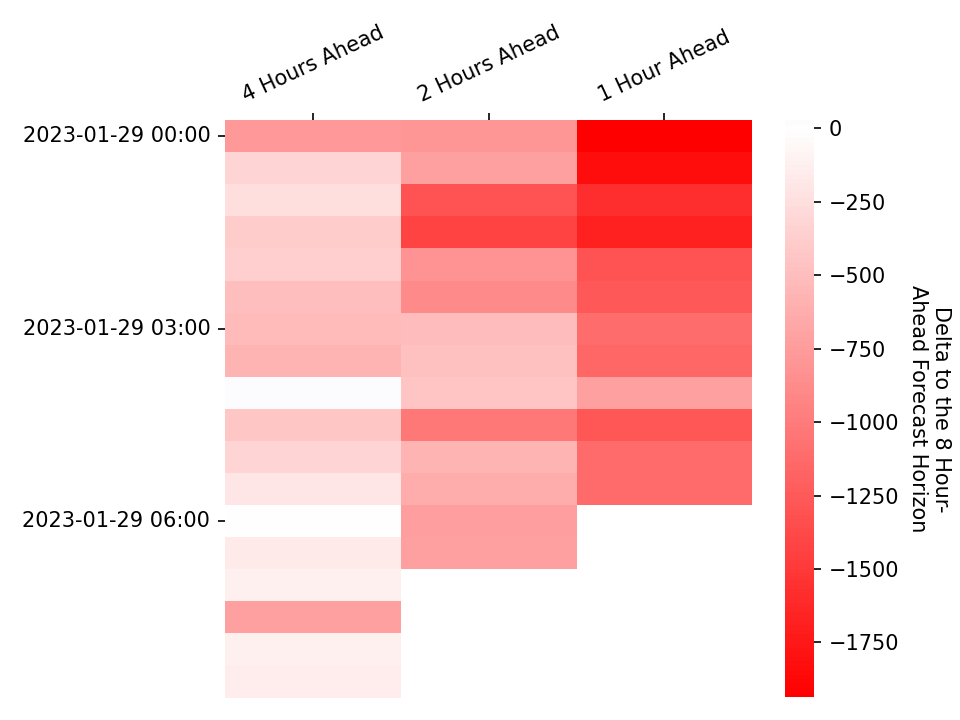 4 Hours Ahead
2 Hours Ahead
1 Hour Ahead
2023-01-29 00:00
2023-01-29 03:00
2023-01-29 06:00
0
−250
−500
−750
−1000
−1250
−1500
−1750
Delta to the 8 Hour-
Ahead Forecast Horizon